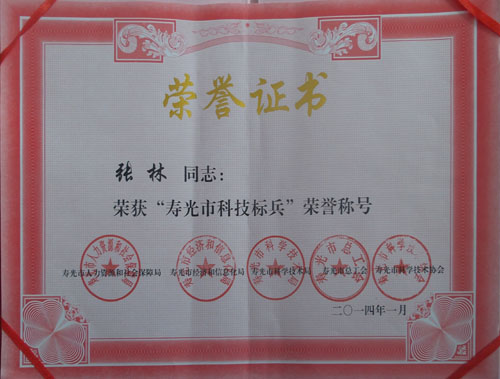 荣誉证书
张林 同志：
荣获“寿光市科技标兵”荣誉称号
寿光市人力资源和社会保障局 寿光市经济和信息化局 寿光市科学技术局 寿光市总工会 寿光市科学技术协会
二〇一四年一月